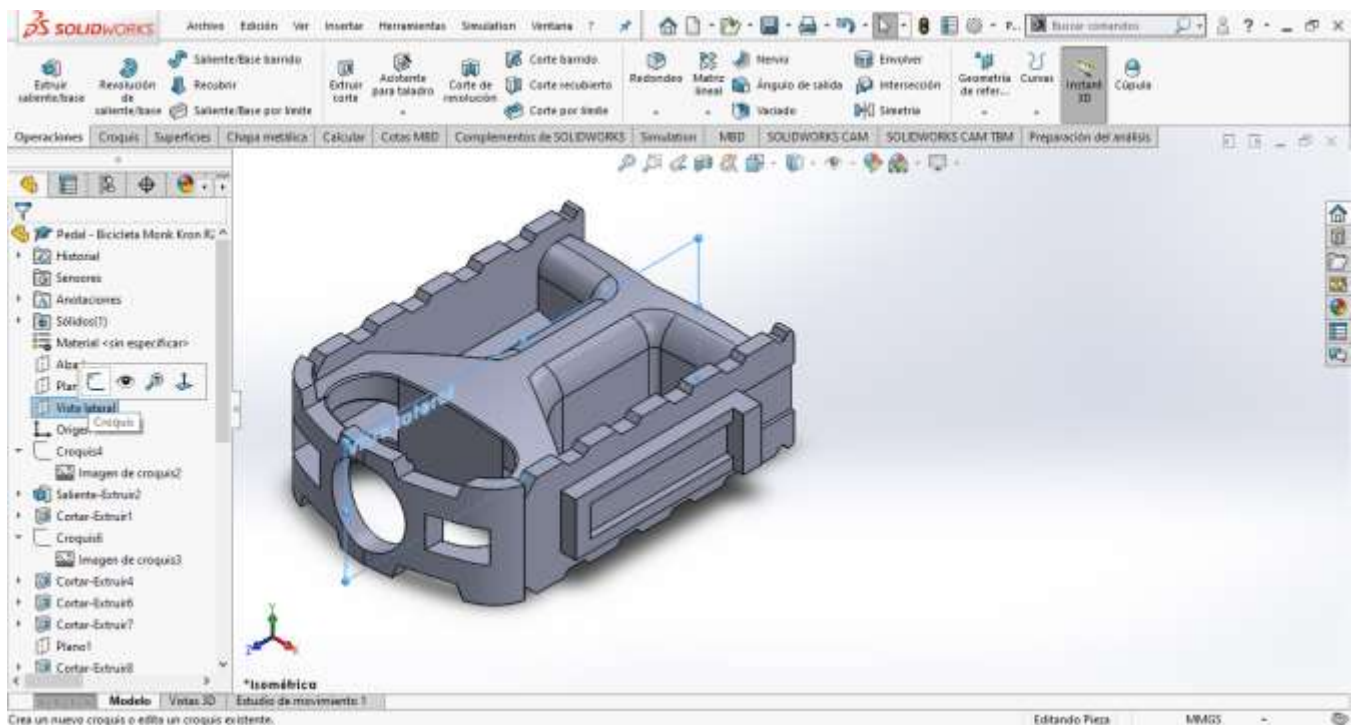 SOLIDWORKS
Archivo Edición Ver Insertar Herramientas Simulation Ventana ?
Buscar comandos
Extruir saliente/base
Revolución de saliente/base
Saliente/Base barrido
Recubrir
Saliente/Base por límite
Extruir corte
Asistente para taladro
Corte de revolución
Corte barrido
Corte recubierto
Corte por límite
Redondeo
Matriz lineal
Nervio
Ángulo de salida
Vaciado
Envolver
Intersección
Simetría
Geometría de refer...
Curvas
Instant 3D
Cúpula
Operaciones Croquis Superficies Chapa metálica Calcular Cotas MBD Complementos de SOLIDWORKS Simulation MBD SOLIDWORKS CAM SOLIDWORKS CAM TBM Preparación del análisis
Pedal - Bicicleta Monk Kron
Historial
Sensores
Anotaciones
Sólidos(1)
Material <sin especificar>
Vista lateral
Croquis
Croquis4
Imagen de croquis2
Saliente-Extruir2
Cortar-Extruir1
Croquis6
Imagen de croquis3
Cortar-Extruir4
Cortar-Extruir6
Cortar-Extruir7
Plano1
Cortar-Extruir8
*Isométrica
Modelo Vistas 3D Estudio de movimiento 1
Crea un nuevo croquis o edita un croquis existente.
Editando Pieza MMGS